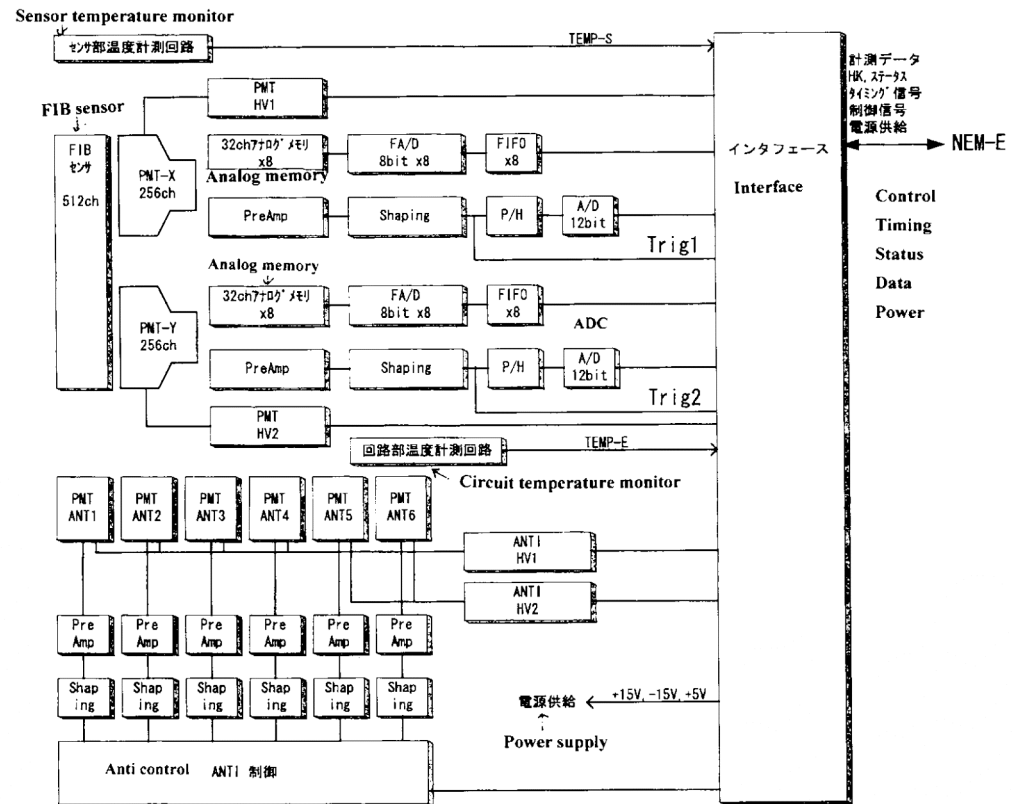 Sensor temperature monitor
センサ部温度計測回路
TEMP-S
計測データ
HK,ステータス
タイミング信号
制御信号
電源供給
NEM-E
FIB sensor
FIB
センサ
512ch
PMT
HV1
PMT-X
256ch
32chアナログメモリ
x8
Analog memory
FA/D
8bit x8
FIFO
x8
インタフェース
Interface
Control
Timing
Status
Data
Power
PreAmp
Shaping
P/H
A/D
12bit
Trig1
Analog memory
32chアナログメモリ
x8
FA/D
8bit x8
FIFO
x8
ADC
PMT-Y
256ch
PreAmp
Shaping
P/H
A/D
12bit
Trig2
PMT
HV2
回路部温度計測回路
TEMP-E
Circuit temperature monitor
PMT
ANT1
PMT
ANT2
PMT
ANT3
PMT
ANT4
PMT
ANT5
PMT
ANT6
ANTI
HV1
ANTI
HV2
Pre
Amp
Pre
Amp
Pre
Amp
Pre
Amp
Pre
Amp
Pre
Amp
Shap
ing
Shap
ing
Shap
ing
Shap
ing
Shap
ing
Shap
ing
電源供給
+15V, -15V, +5V
Power supply
Anti control ANTI 制御